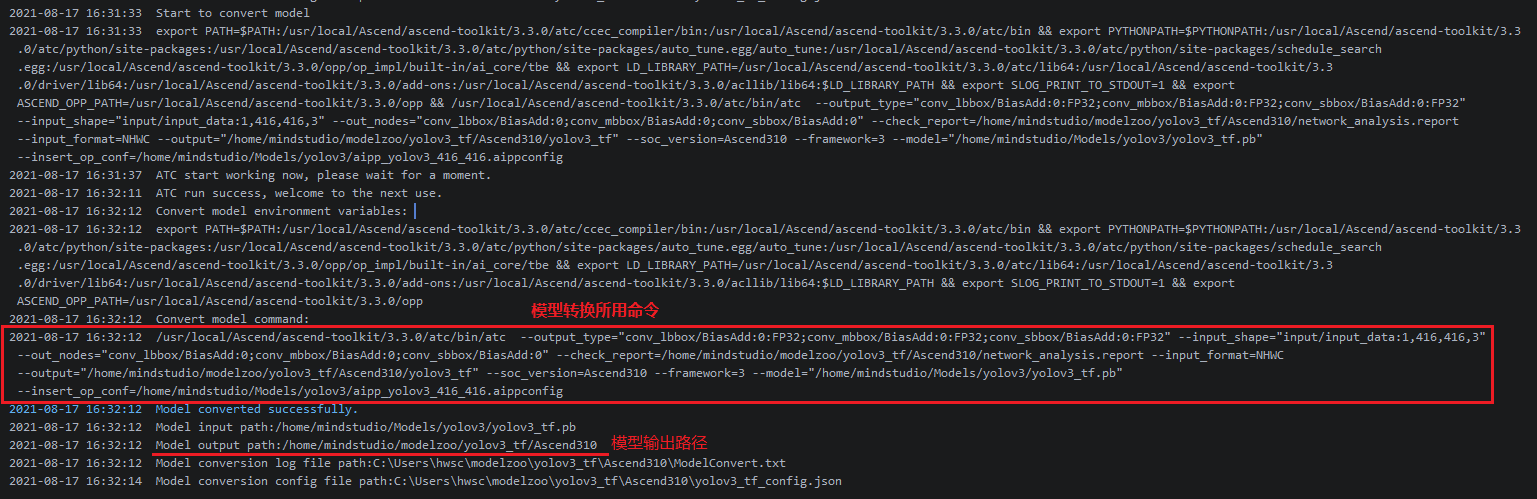 2021-08-17 16:31:33 Start to convert model
2021-08-17 16:31:33 export PATH=$PATH:/usr/local/Ascend/ascend-toolkit/3.3.0/atc/ccec_compiler/bin:/usr/local/Ascend/ascend-toolkit/3.3.0/atc/bin && export PYTHONPATH=$PYTHONPATH:/usr/local/Ascend/ascend-toolkit/3.3
.0/atc/python/site-packages:/usr/local/Ascend/ascend-toolkit/3.3.0/atc/python/site-packages/auto_tune.egg/auto_tune:/usr/local/Ascend/ascend-toolkit/3.3.0/atc/python/site-packages/schedule_search
.egg:/usr/local/Ascend/ascend-toolkit/3.3.0/opp/op_impl/built-in/ai_core/tbe && export LD_LIBRARY_PATH=/usr/local/Ascend/ascend-toolkit/3.3.0/atc/lib64:/usr/local/Ascend/ascend-toolkit/3.3
.0/driver/lib64:/usr/local/Ascend/ascend-toolkit/3.3.0/add-ons:/usr/local/Ascend/ascend-toolkit/3.3.0/acllib/lib64:$LD_LIBRARY_PATH && export SLOG_PRINT_TO_STDOUT=1 && export
ASCEND_OPP_PATH=/usr/local/Ascend/ascend-toolkit/3.3.0/opp && /usr/local/Ascend/ascend-toolkit/3.3.0/atc/bin/atc --output_type="conv_lbbox/BiasAdd:0:FP32;conv_mbbox/BiasAdd:0:FP32;conv_sbbox/BiasAdd:0:FP32"
--input_shape="input/input_data:1,416,416,3" --out_nodes="conv_lbbox/BiasAdd:0;conv_mbbox/BiasAdd:0;conv_sbbox/BiasAdd:0" --check_report=/home/mindstudio/modelzoo/yolov3_tf/Ascend310/network_analysis.report
--input_format=NHWC --output="/home/mindstudio/modelzoo/yolov3_tf/Ascend310/yolov3_tf" --soc_version=Ascend310 --framework=3 --model="/home/mindstudio/Models/yolov3/yolov3_tf.pb"
--insert_op_conf=/home/mindstudio/Models/yolov3/aipp_yolov3_416_416.aippconfig
2021-08-17 16:31:37 ATC start working now, please wait for a moment.
2021-08-17 16:32:11 ATC run success, welcome to the next use.
2021-08-17 16:32:12 Convert model environment variables:
2021-08-17 16:32:12 export PATH=$PATH:/usr/local/Ascend/ascend-toolkit/3.3.0/atc/ccec_compiler/bin:/usr/local/Ascend/ascend-toolkit/3.3.0/atc/bin && export PYTHONPATH=$PYTHONPATH:/usr/local/Ascend/ascend-toolkit/3.3
.0/atc/python/site-packages:/usr/local/Ascend/ascend-toolkit/3.3.0/atc/python/site-packages/auto_tune.egg/auto_tune:/usr/local/Ascend/ascend-toolkit/3.3.0/atc/python/site-packages/schedule_search
.egg:/usr/local/Ascend/ascend-toolkit/3.3.0/opp/op_impl/built-in/ai_core/tbe && export LD_LIBRARY_PATH=/usr/local/Ascend/ascend-toolkit/3.3.0/atc/lib64:/usr/local/Ascend/ascend-toolkit/3.3
.0/driver/lib64:/usr/local/Ascend/ascend-toolkit/3.3.0/add-ons:/usr/local/Ascend/ascend-toolkit/3.3.0/acllib/lib64:$LD_LIBRARY_PATH && export SLOG_PRINT_TO_STDOUT=1 && export
ASCEND_OPP_PATH=/usr/local/Ascend/ascend-toolkit/3.3.0/opp
模型转换所用命令
2021-08-17 16:32:12 Convert model command:
2021-08-17 16:32:12 /usr/local/Ascend/ascend-toolkit/3.3.0/atc/bin/atc --output_type="conv_lbbox/BiasAdd:0:FP32;conv_mbbox/BiasAdd:0:FP32;conv_sbbox/BiasAdd:0:FP32" --input_shape="input/input_data:1,416,416,3"
--out_nodes="conv_lbbox/BiasAdd:0;conv_mbbox/BiasAdd:0;conv_sbbox/BiasAdd:0" --check_report=/home/mindstudio/modelzoo/yolov3_tf/Ascend310/network_analysis.report --input_format=NHWC
--output="/home/mindstudio/modelzoo/yolov3_tf/Ascend310/yolov3_tf" --soc_version=Ascend310 --framework=3 --model="/home/mindstudio/Models/yolov3/yolov3_tf.pb"
--insert_op_conf=/home/mindstudio/Models/yolov3/aipp_yolov3_416_416.aippconfig
2021-08-17 16:32:12 Model converted successfully.
2021-08-17 16:32:12 Model input path:/home/mindstudio/Models/yolov3/yolov3_tf.pb
2021-08-17 16:32:12 Model output path:/home/mindstudio/modelzoo/yolov3_tf/Ascend310 模型输出路径
2021-08-17 16:32:12 Model conversion log file path:C:\Users\hwsc\modelzoo\yolov3_tf\Ascend310\ModelConvert.txt
2021-08-17 16:32:14 Model conversion config file path:C:\Users\hwsc\modelzoo\yolov3_tf\Ascend310\yolov3_tf_config.json